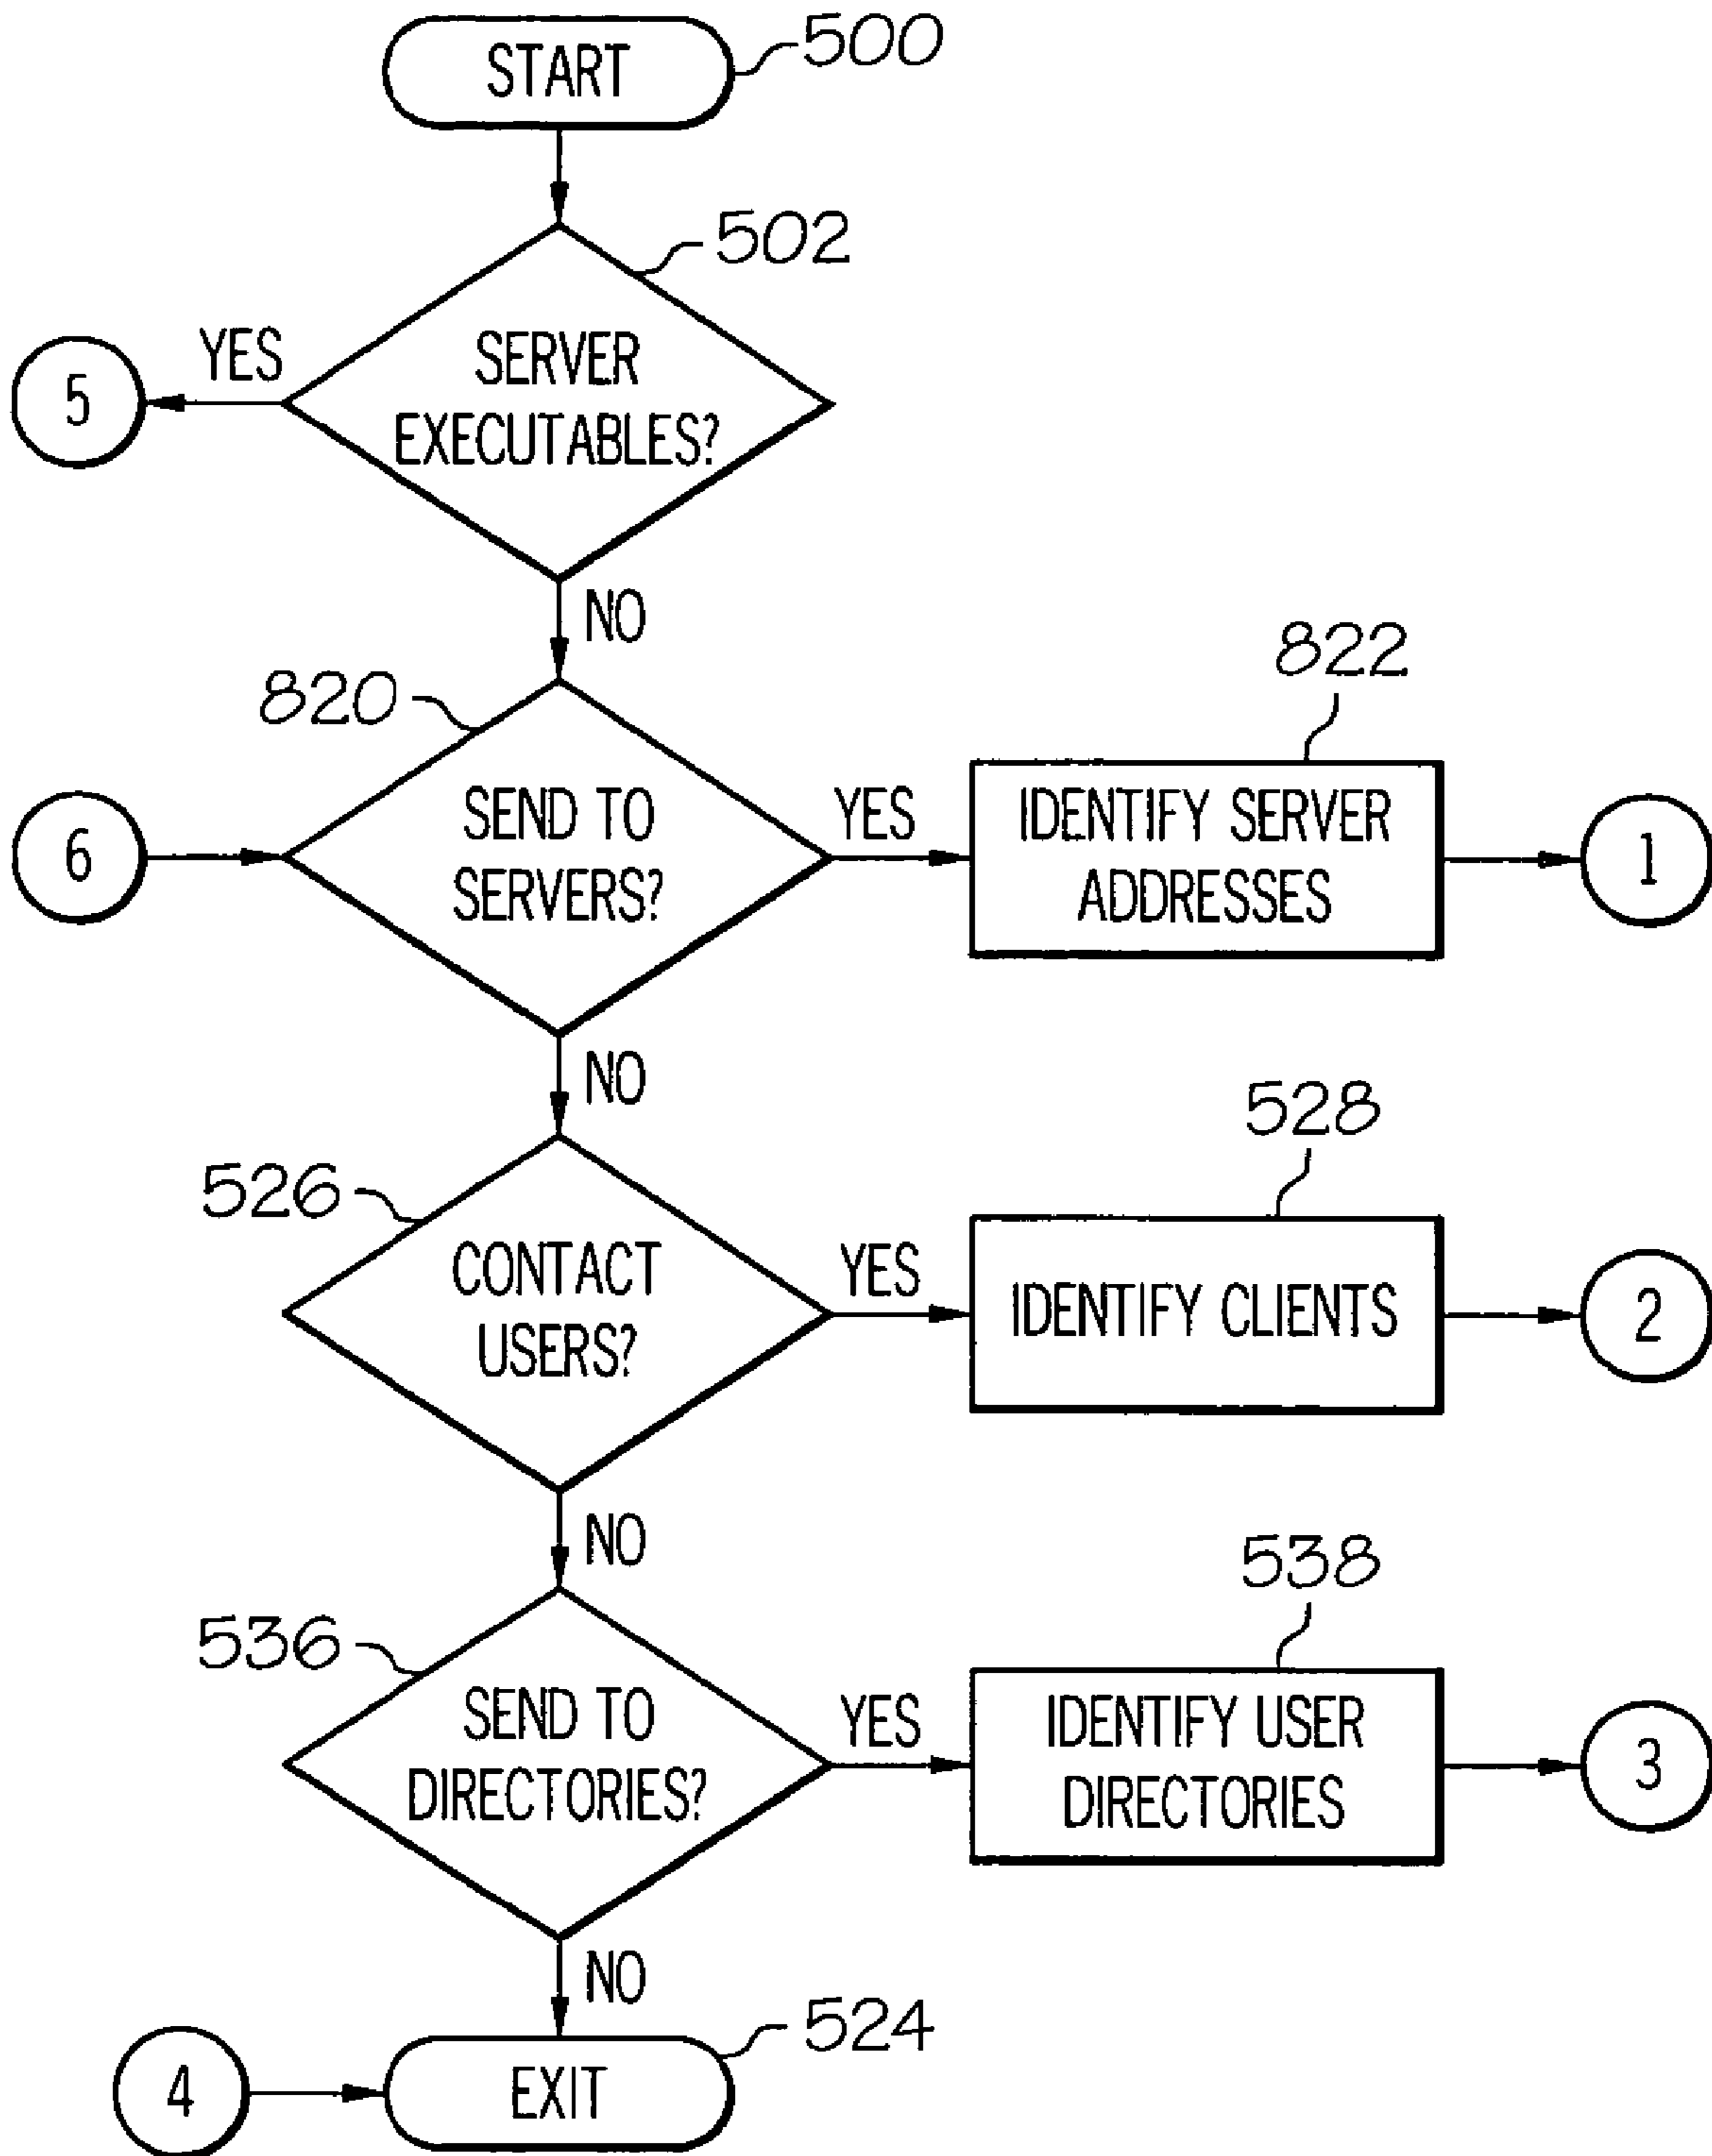 START
500
502
SERVER
EXECUTABLES?
YES
5
NO
820
822
6
SEND TO
SERVERS?
YES
IDENTIFY SERVER
ADDRESSES
1
NO
526
528
CONTACT
USERS?
YES
IDENTIFY CLIENTS
2
NO
536
538
SEND TO
DIRECTORIES?
YES
IDENTIFY USER
DIRECTORIES
3
NO
524
4
EXIT